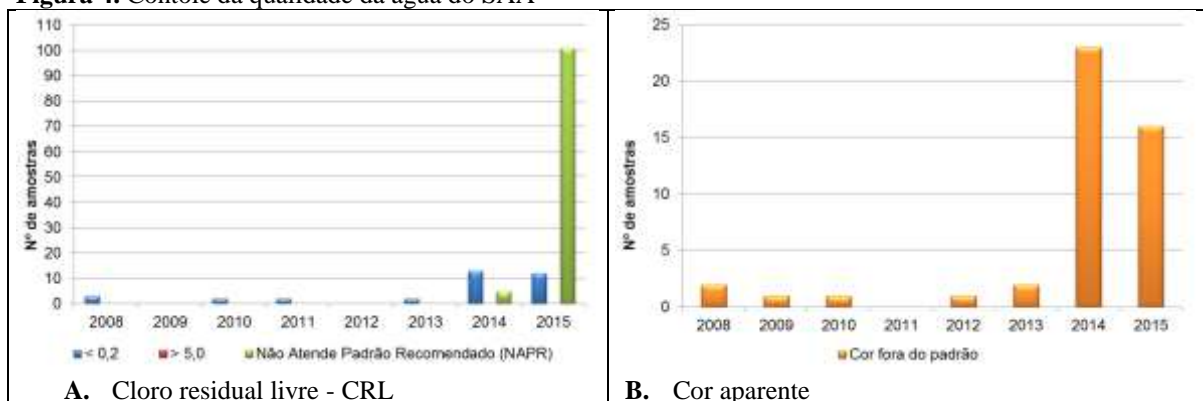 Figura 4. Controle da qualidade da água do SAA
110
100
90
80
70
60
50
40
30
20
10
0
Nº de amostras
2008 2009 2010 2011 2012 2013 2014 2015
< 0,2 > 5,0 Não Atende Padrão Recomendado (NAPR)
A. Cloro residual livre - CRL
25
20
15
10
5
0
Nº de amostras
2008 2009 2010 2011 2012 2013 2014 2015
Cor fora do padrão
B. Cor aparente